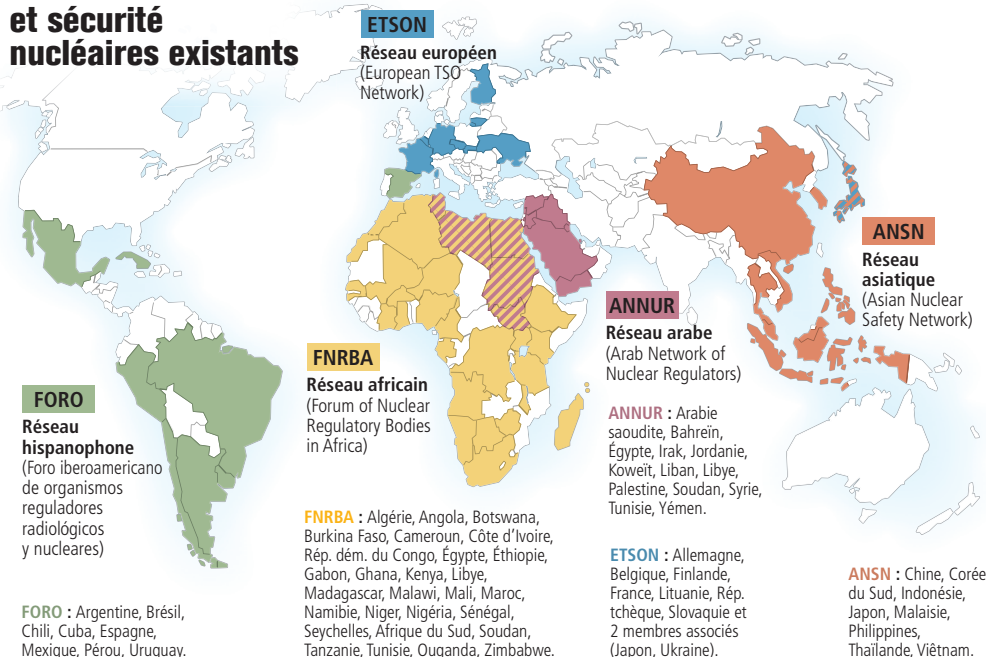 et sécurité
nucléaires existants
ETSON
Réseau européen
(European TSO
Network)
ANSN
Réseau
asiatique
(Asian Nuclear
Safety Network)
ANNUR
Réseau arabe
(Arab Network of
Nuclear Regulators)
FNRBA
Réseau africain
(Forum of Nuclear
Regulatory Bodies
in Africa)
FORO
Réseau
hispanophone
(Foro iberoamericano
de organismos
reguladores
radiológicos
y nucleares)
ANNUR : Arabie
saoudite, Bahreïn,
Égypte, Irak, Jordanie,
Koweït, Liban, Libye,
Palestine, Soudan, Syrie,
Tunisie, Yémen.
FNRBA : Algérie, Angola, Botswana,
Burkina Faso, Cameroun, Côte d'Ivoire,
Rép. dém. du Congo, Égypte, Éthiopie,
Gabon, Ghana, Kenya, Libye,
Madagascar, Malawi, Mali, Maroc,
Namibie, Niger, Nigéria, Sénégal,
Seychelles, Afrique du Sud, Soudan,
Tanzanie, Tunisie, Ouganda, Zimbabwe.
ETSON : Allemagne,
Belgique, Finlande,
France, Lituanie, Rép.
tchèque, Slovaquie et
2 membres associés
(Japon, Ukraine).
ANSN : Chine, Corée
du Sud, Indonésie,
Japon, Malaisie,
Philippines,
Thaïlande, Viêtnam.
FORO : Argentine, Brésil,
Chili, Cuba, Espagne,
Mexique, Pérou, Uruguay.